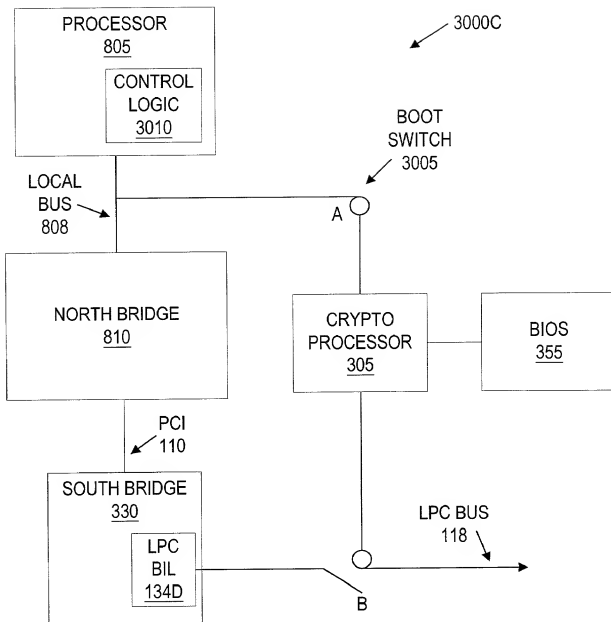 PROCESSOR
805
CONTROL
LOGIC
3010
3000C
BOOT
SWITCH
3005
LOCAL
BUS
808
A
NORTH BRIDGE
810
CRYPTO
PROCESSOR
305
BIOS
355
PCI
110
SOUTH BRIDGE
330
LPC
BIL
134D
LPC BUS
118
B